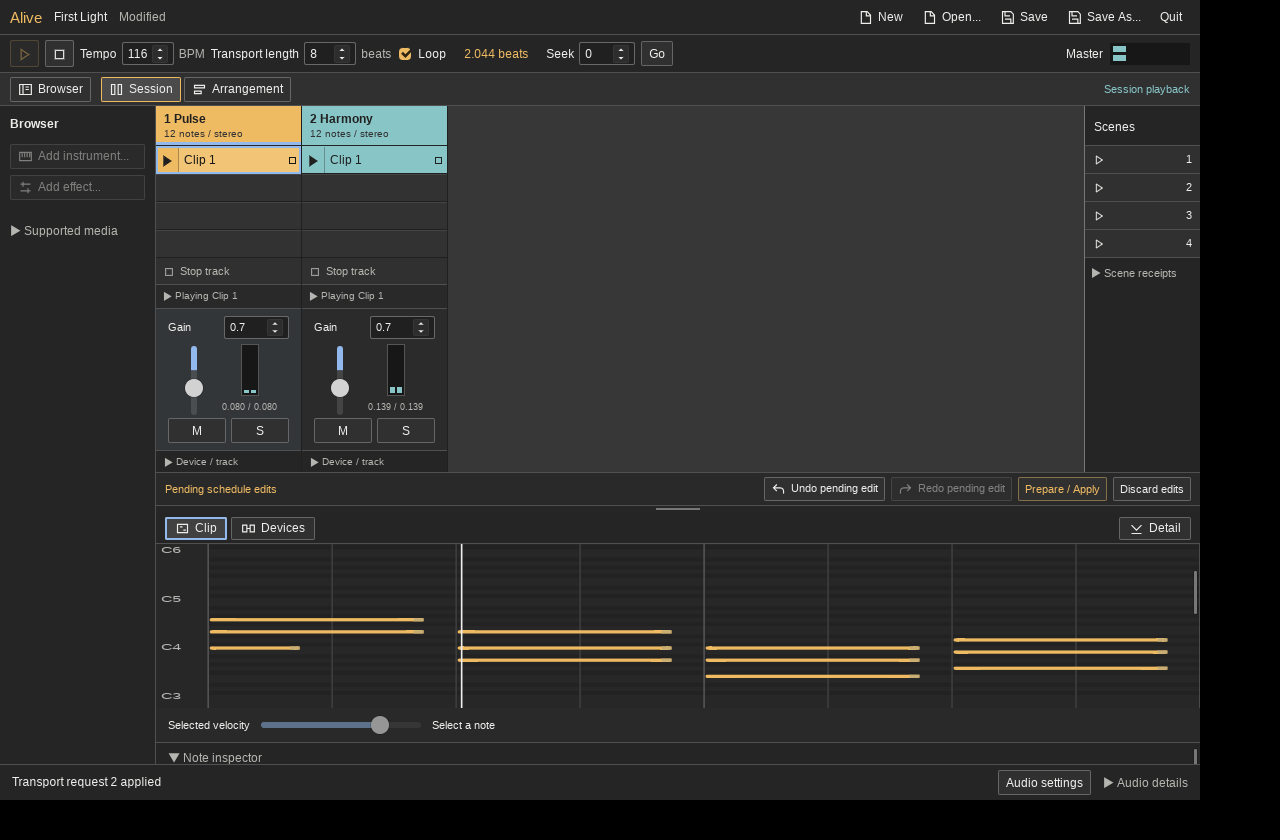 Alive First Light Modified New Open... Save Save As... Quit
Tempo 116 BPM Transport length 8 beats Loop 2.044 beats Seek 0 Go Master
Browser Session Arrangement Session playback
Browser
Add instrument...
Add effect...
Supported media
1 Pulse
12 notes / stereo
Clip 1
Stop track
Playing Clip 1
Gain 0.7
0.080 / 0.080
M S
Device / track
2 Harmony
12 notes / stereo
Clip 1
Stop track
Playing Clip 1
Gain 0.7
0.139 / 0.139
M S
Device / track
Scenes
1
2
3
4
Scene receipts
Pending schedule edits Undo pending edit Redo pending edit Prepare / Apply Discard edits
Clip Devices Detail
C6
C5
C4
C3
Selected velocity Select a note
Note inspector
Transport request 2 applied Audio settings Audio details